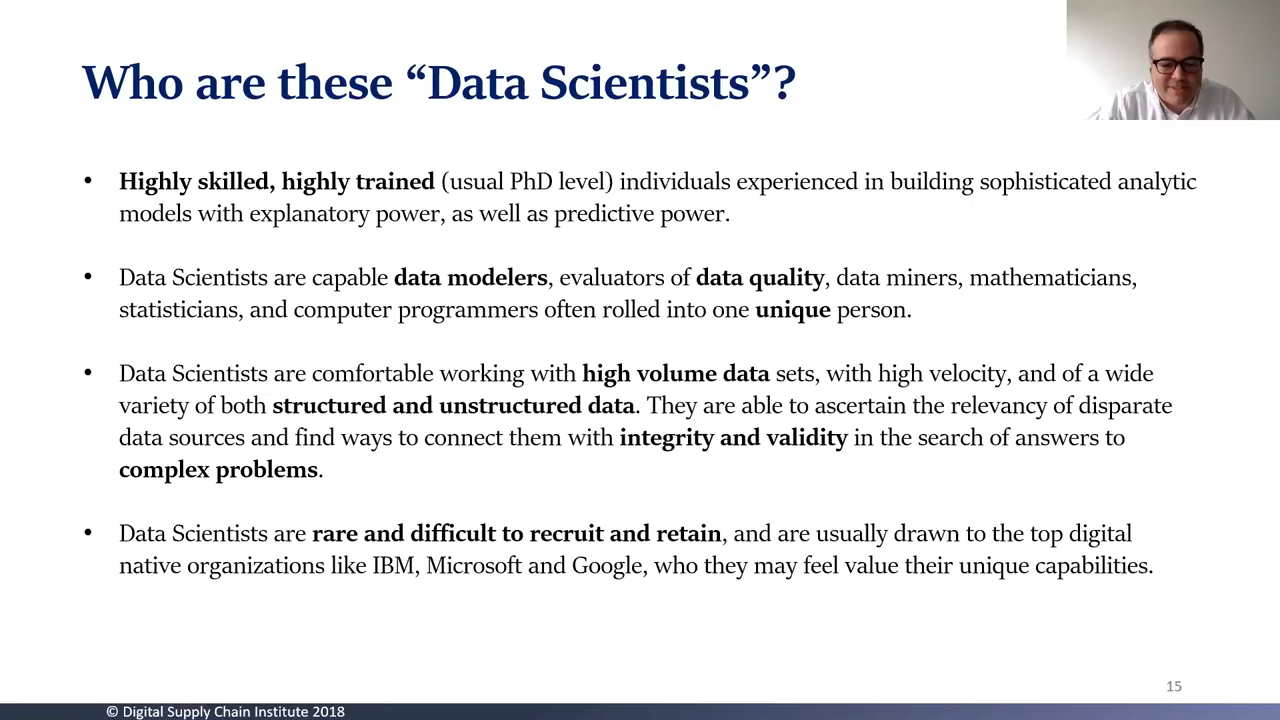 Who are these “Data Scientists”?
• Highly skilled, highly trained (usual PhD level) individuals experienced in building sophisticated analytic
models with explanatory power, as well as predictive power.
• Data Scientists are capable data modelers, evaluators of data quality, data miners, mathematicians,
statisticians, and computer programmers often rolled into one unique person.
• Data Scientists are comfortable working with high volume data sets, with high velocity, and of a wide
variety of both structured and unstructured data. They are able to ascertain the relevancy of disparate
data sources and find ways to connect them with integrity and validity in the search of answers to
complex problems.
• Data Scientists are rare and difficult to recruit and retain, and are usually drawn to the top digital
native organizations like IBM, Microsoft and Google, who they may feel value their unique capabilities.
15
© Digital Supply Chain Institute 2018